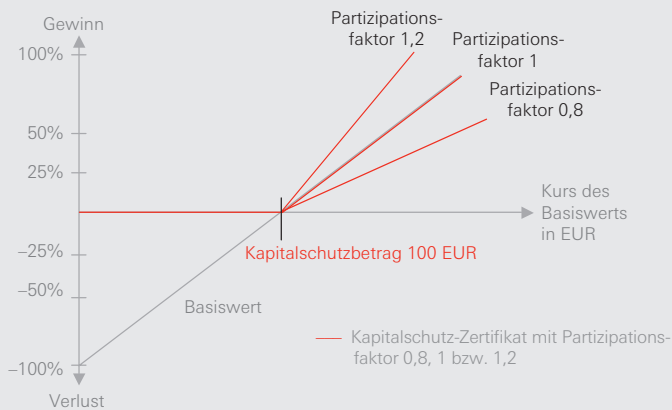 Gewinn
100%
50%
25%
–25%
–50%
–100%
Verlust
Partizipations-
faktor 1,2
Partizipations-
faktor 1
Partizipations-
faktor 0,8
Kurs des
Basiswerts
in EUR
Kapitalschutzbetrag 100 EUR
Basiswert
Kapitalschutz-Zertifikat mit Partizipations-
faktor 0,8, 1 bzw. 1,2